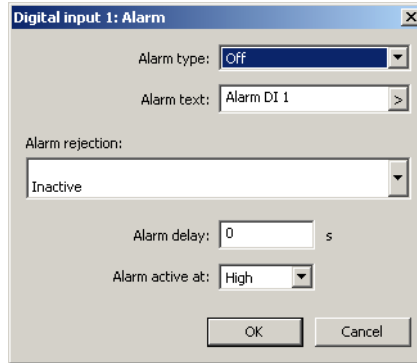 Digital input 1: Alarm
Alarm type: Off
Alarm text: Alarm DI 1 >
Alarm rejection:
Inactive
Alarm delay: 0 s
Alarm active at: High
OK Cancel